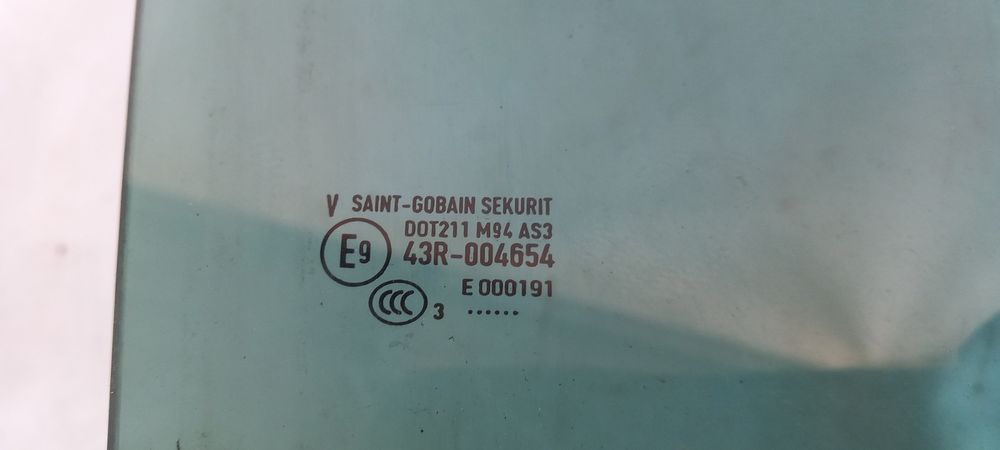 V SAINT-GOBAIN SEKURIT
DOT211 M94 AS3
E9 43R-004654
E 000191
CCC 3 ......